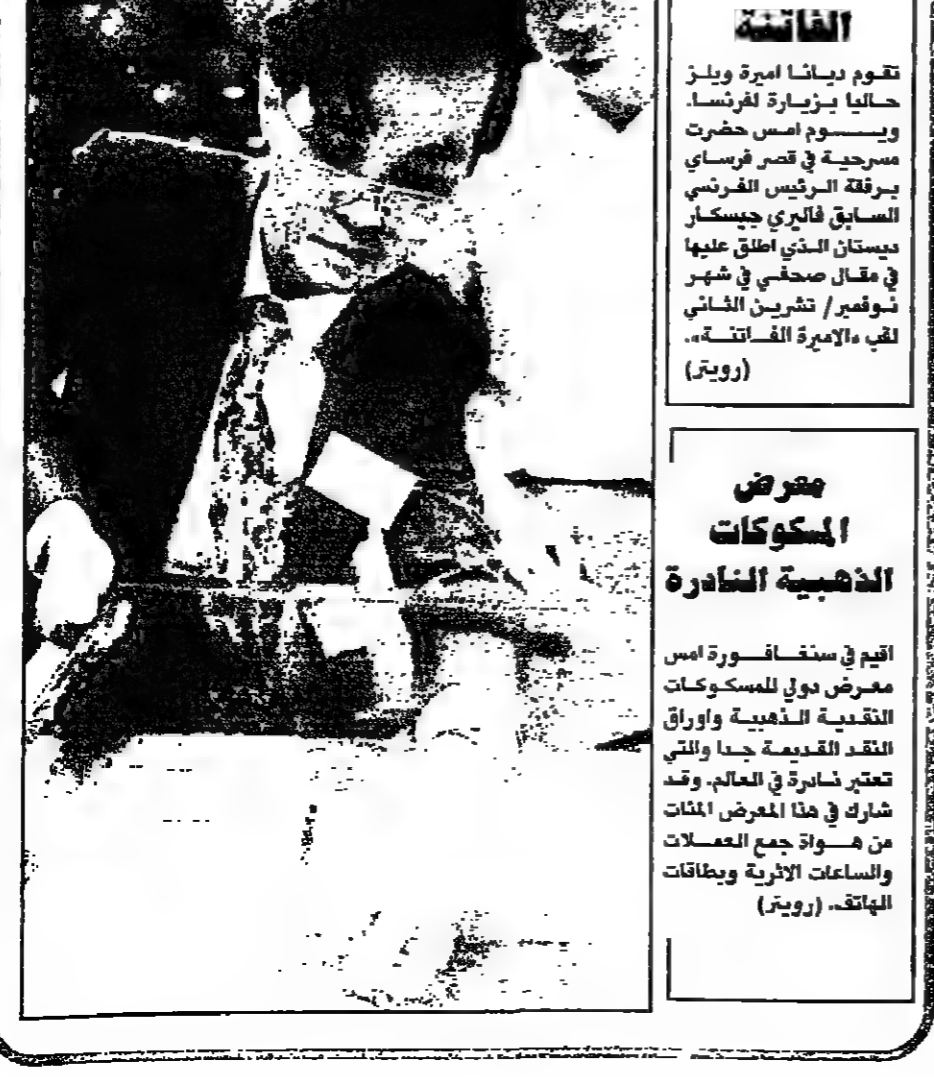 الفاتنة
تقوم ديانا اميرة ويلز
حاليا بزيارة لفرنسا.
ويوم امس حضرت
مسرحية في قصر فرساي
برفقة الرئيس الفرنسي
السابق فاليري جيسكار
ديستان الذي اطلق عليها
في مقال صحفي في شهر
نوفمبر/ تشرين الثاني
لقب «الاميرة الفاتنة».
(رويتر)
معرض
المسكوكات
الذهبية النادرة
اقيم في سنغافورة امس
معرض دولي للمسكوكات
النقدية الذهبية واوراق
النقد القديمة جدا والتي
تعتبر نادرة في العالم. وقد
شارك في هذا المعرض المئات
من هواة جمع العملات
والساعات الاثرية وبطاقات
الهاتف. (رويتر)